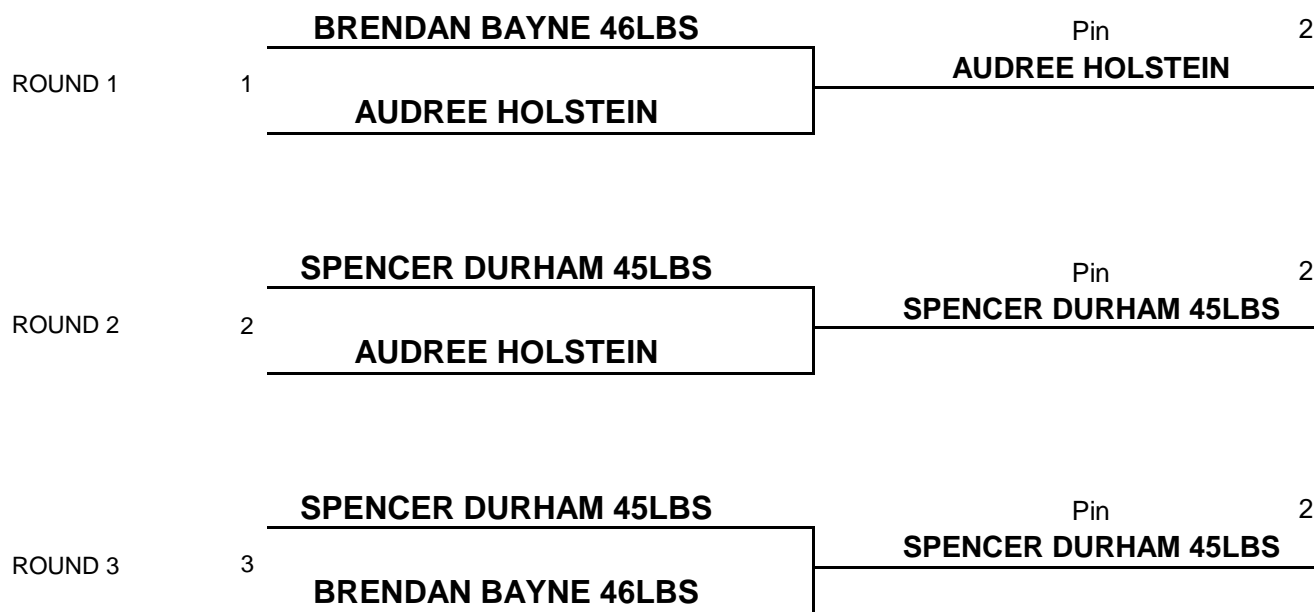 BRENDAN BAYNE 46LBS Pin 2
AUDREE HOLSTEIN
ROUND 1 1
AUDREE HOLSTEIN
SPENCER DURHAM 45LBS Pin 2
SPENCER DURHAM 45LBS
ROUND 2 2
AUDREE HOLSTEIN
SPENCER DURHAM 45LBS Pin 2
SPENCER DURHAM 45LBS
ROUND 3 3
BRENDAN BAYNE 46LBS